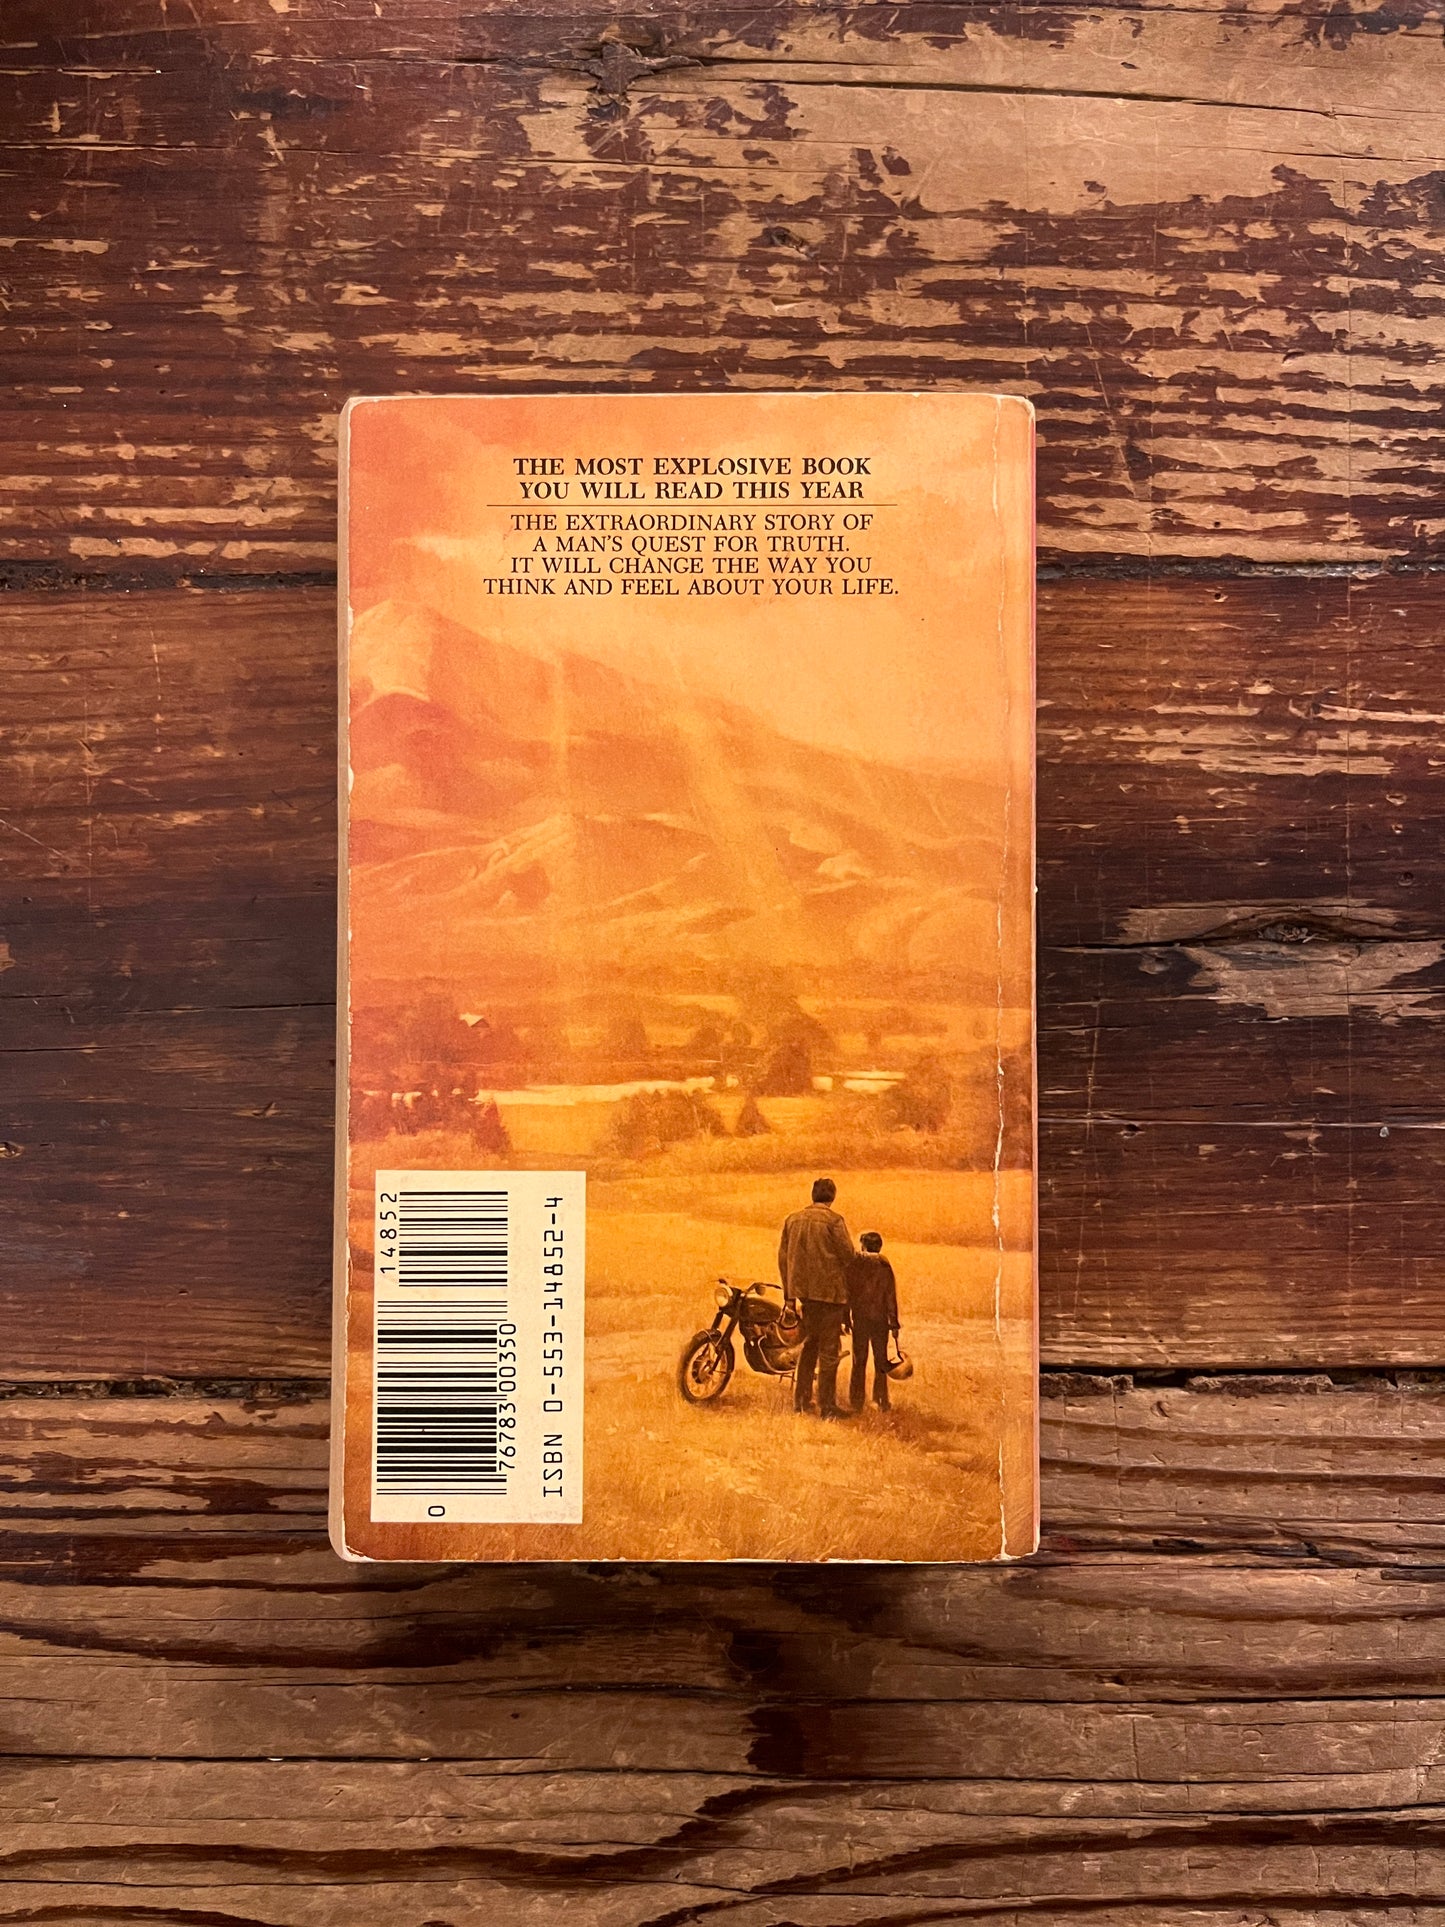 THE MOST EXPLOSIVE BOOK
YOU WILL READ THIS YEAR
THE EXTRAORDINARY STORY OF
A MAN'S QUEST FOR TRUTH.
IT WILL CHANGE THE WAY YOU
THINK AND FEEL ABOUT YOUR LIFE.
14852
0 76783 00350
ISBN 0-553-14852-4